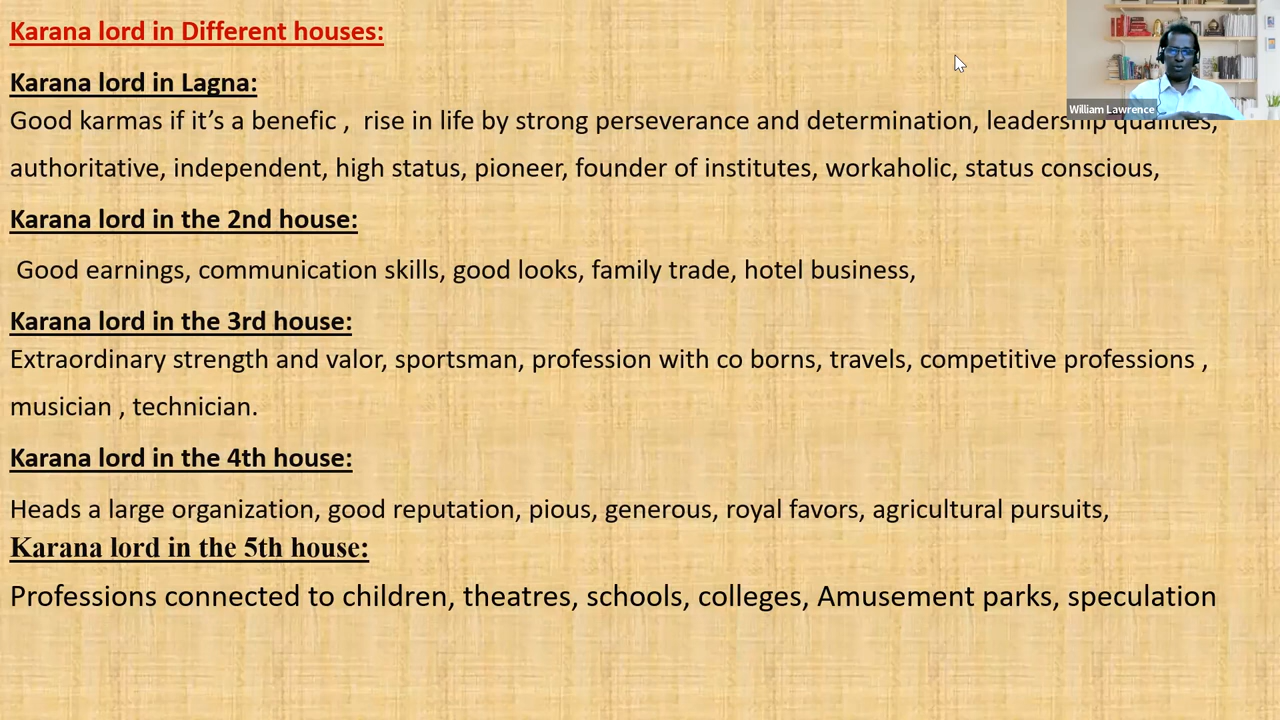 Karana lord in Different houses:
Karana lord in Lagna:
Good karmas if it’s a benefic ,  rise in life by strong perseverance and determination, leadership qualities,
William Lawrence
authoritative, independent, high status, pioneer, founder of institutes, workaholic, status conscious,
Karana lord in the 2nd house:
Good earnings, communication skills, good looks, family trade, hotel business,
Karana lord in the 3rd house:
Extraordinary strength and valor, sportsman, profession with co borns, travels, competitive professions ,
musician , technician.
Karana lord in the 4th house:
Heads a large organization, good reputation, pious, generous, royal favors, agricultural pursuits,
Karana lord in the 5th house:
Professions connected to children, theatres, schools, colleges, Amusement parks, speculation